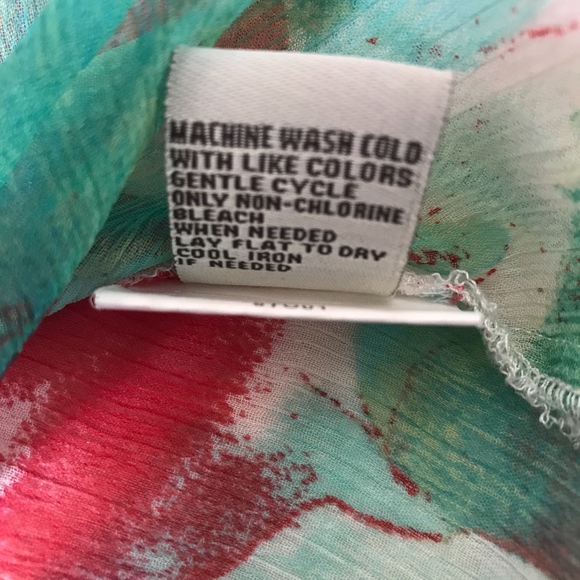 MACHINE WASH COLD
WITH LIKE COLORS
GENTLE CYCLE
ONLY NON-CHLORINE
BLEACH
WHEN NEEDED
LAY FLAT TO DRY
COOL IRON
IF NEEDED